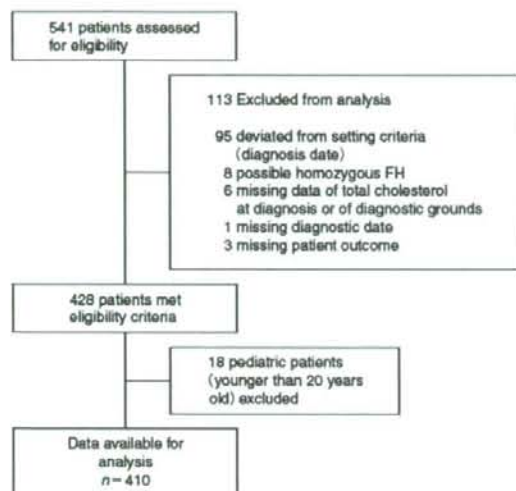 541 patients assessed
for eligibility
113 Excluded from analysis
95 deviated from setting criteria
(diagnosis date)
8 possible homozygous FH
6 missing data of total cholesterol
at diagnosis or of diagnostic grounds
1 missing diagnostic date
3 missing patient outcome
428 patients met
eligibility criteria
18 pediatric patients
(younger than 20 years
old) excluded
Data available for
analysis
n=410